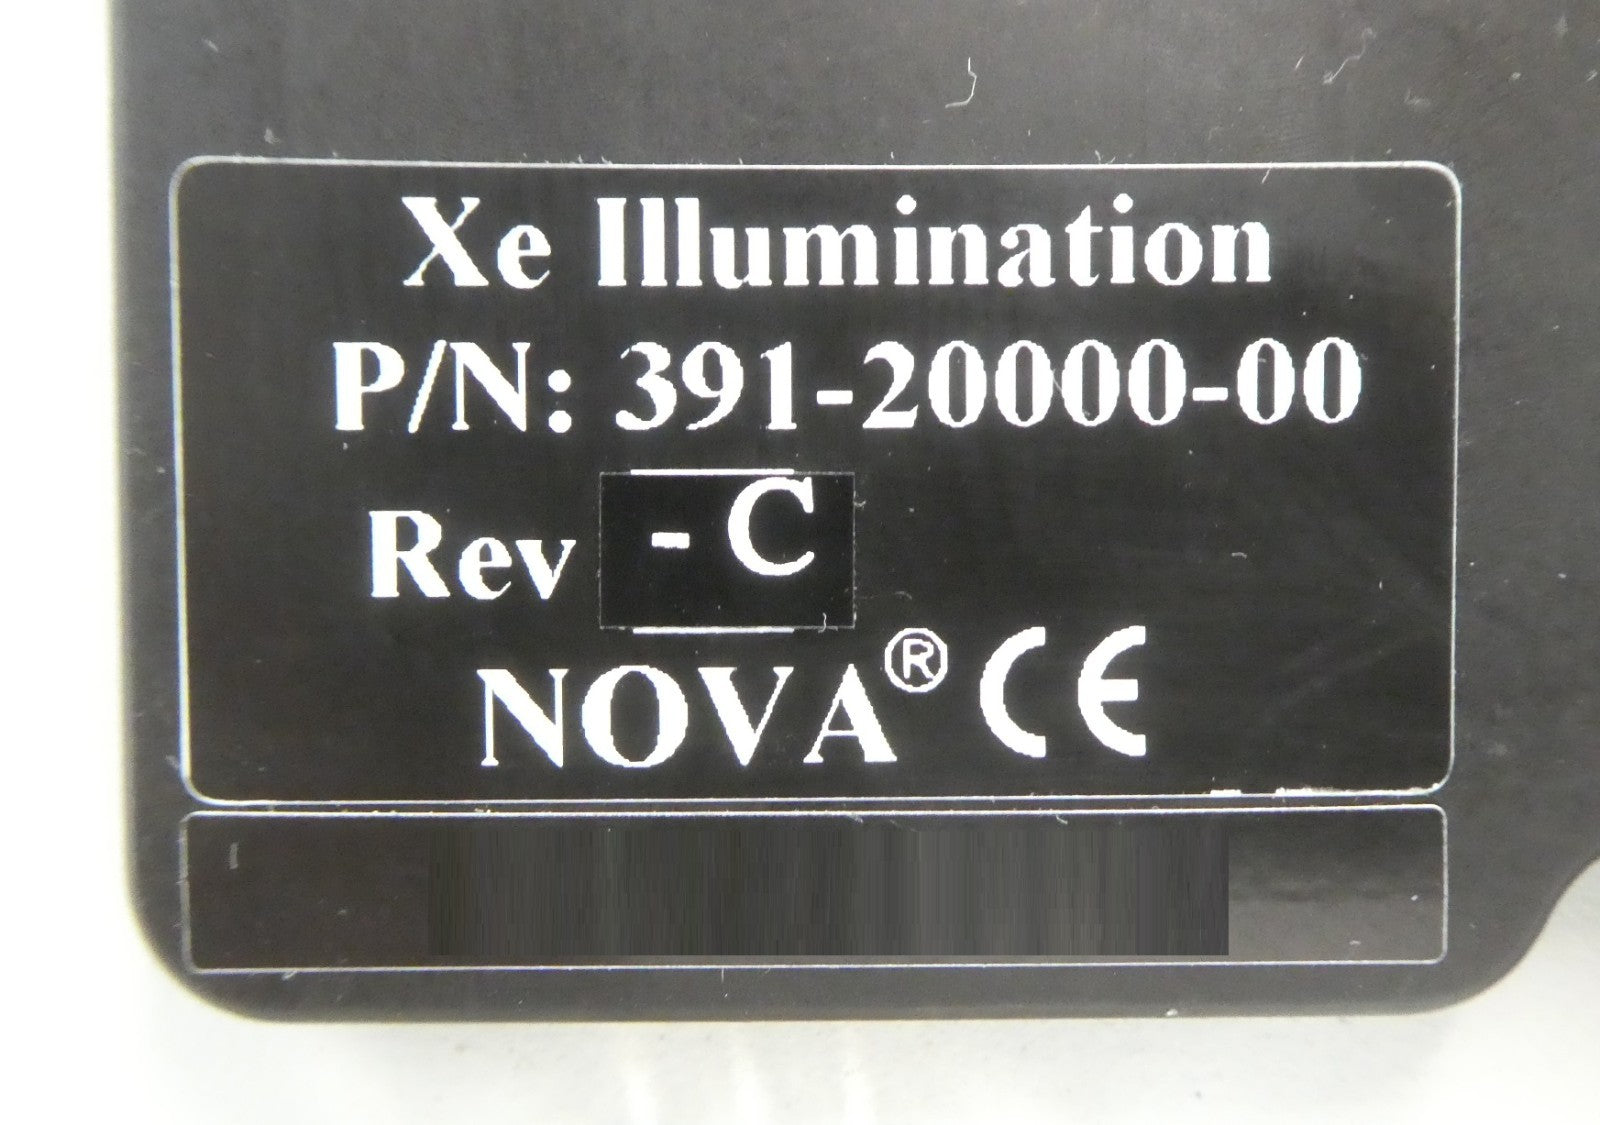 Xe Illumination
P/N: 391-20000-00
Rev - C
NOVA® CE